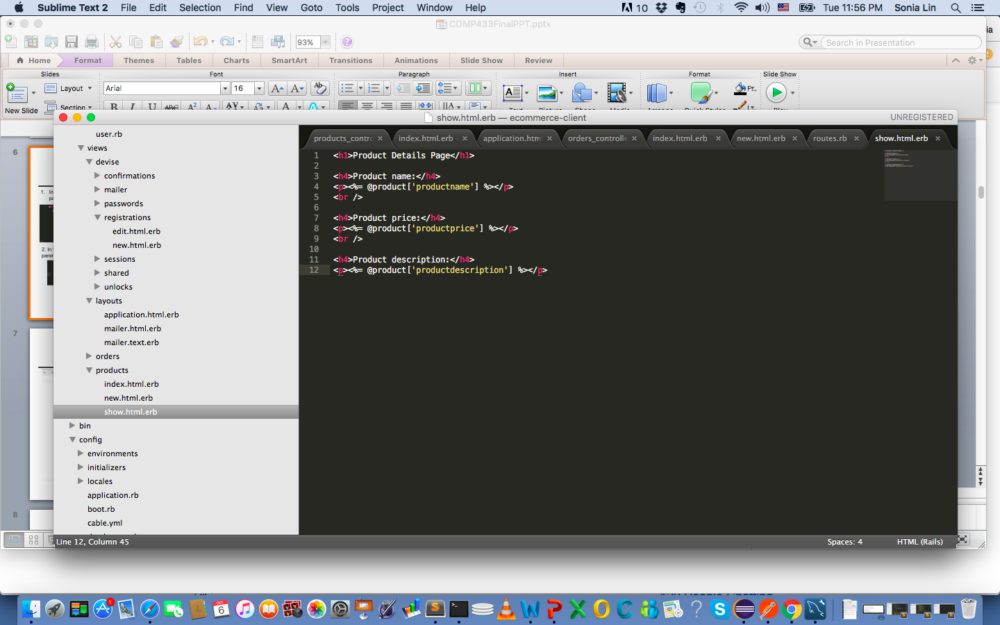 Sublime Text 2 File Edit Selection Find View Goto Tools Project Window Help 10 Tue 11:56 PM Sonia Lin
COMP433FinalPPT.pptx
93% Search in Presentation
Home Format Themes Tables Charts SmartArt Transitions Animations Slide Show Review
Slides Font Paragraph Insert Format Slide Show
Layout Arial 16
New Slide Section
show.html.erb — ecommerce-client UNREGISTERED
products_contro index.html.erb application.html orders_controlle index.html.erb new.html.erb routes.rb show.html.erb
user.rb
views
devise
confirmations
mailer
passwords
registrations
edit.html.erb
new.html.erb
sessions
shared
unlocks
layouts
application.html.erb
mailer.html.erb
mailer.text.erb
orders
products
index.html.erb
new.html.erb
show.html.erb
bin
config
environments
initializers
locales
application.rb
boot.rb
cable.yml
1 <h1>Product Details Page</h1>
2
3 <h4>Product name:</h4>
4 <p><%= @product['productname'] %></p>
5 <br />
6
7 <h4>Product price:</h4>
8 <p><%= @product['productprice'] %></p>
9 <br />
10
11 <h4>Product description:</h4>
12 <p><%= @product['productdescription'] %></p>
6
1. In
pa
2. In t
param
7
8
Line 12, Column 45 Spaces: 4 HTML (Rails)